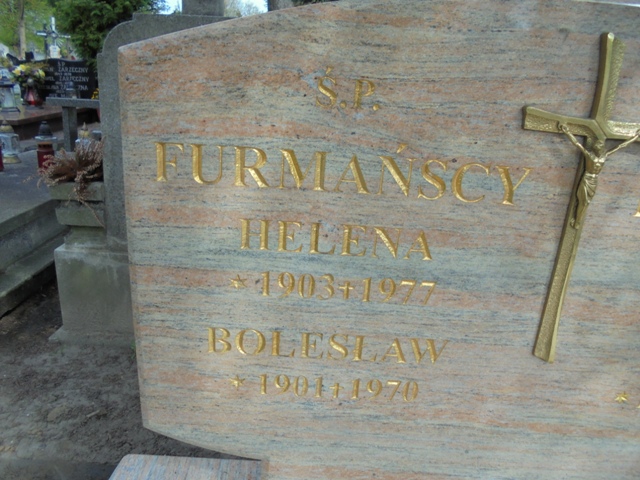 Ś.P.
FURMAŃSCY
HELENA
*1903+1977
BOLESŁAW
*1901+1970